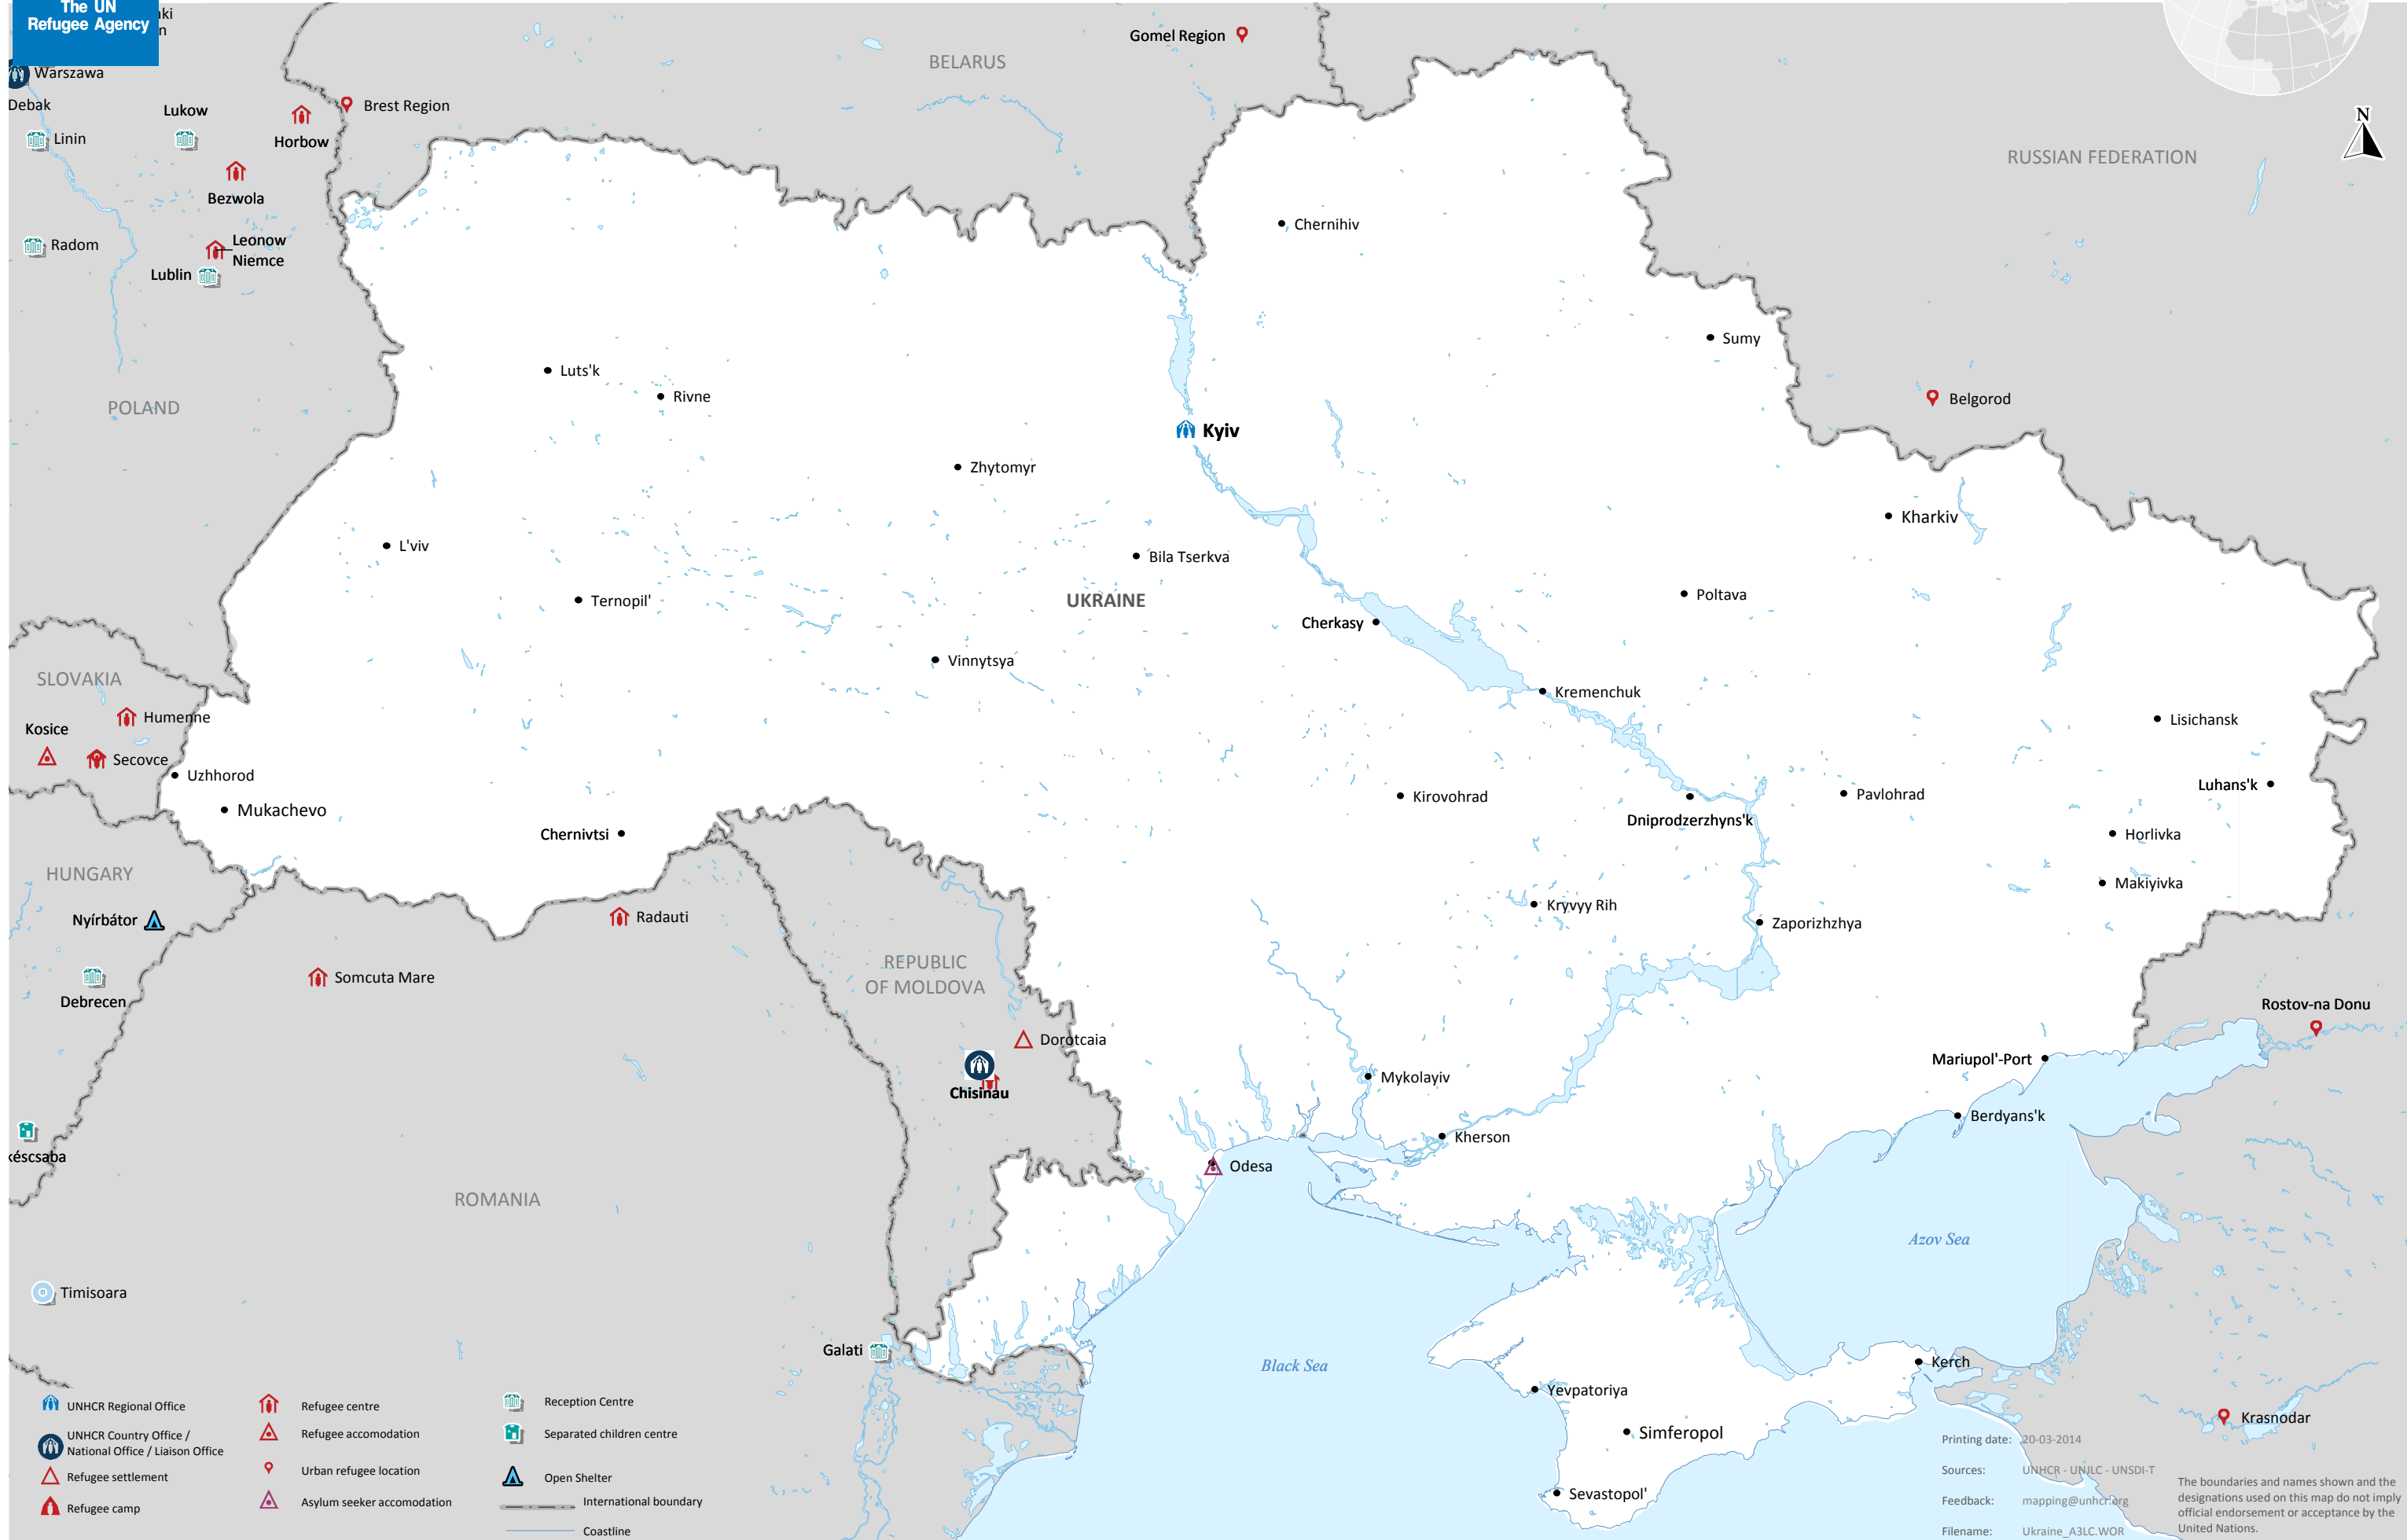 The UN
Refugee Agency
ki
n
Warszawa
Debak
Linin
Lukow
Horbow
Brest Region
Bezwola
Radom
Leonow
Niemce
Lublin
POLAND
BELARUS
Gomel Region
RUSSIAN FEDERATION
N
Chernihiv
Sumy
Belgorod
Luts'k
Rivne
Kyiv
Zhytomyr
Kharkiv
L'viv
Bila Tserkva
Ternopil'
UKRAINE
Poltava
Cherkasy
Vinnytsya
Kremenchuk
Lisichansk
SLOVAKIA
Humenne
Kosice
Secovce
Uzhhorod
Mukachevo
Chernivtsi
Kirovohrad
Dniprodzerzhyns'k
Pavlohrad
Luhans'k
Horlivka
Makiyivka
HUNGARY
Nyírbátor
Debrecen
Radauti
Somcuta Mare
Kryvyy Rih
Zaporizhzhya
REPUBLIC
OF MOLDOVA
Dorotcaia
Chisinau
Rostov-na Donu
Mariupol'-Port
Mykolayiv
Berdyans'k
Kherson
Odesa
késcsaba
ROMANIA
Azov Sea
Timisoara
Galati
Black Sea
Kerch
Yevpatoriya
Simferopol
Krasnodar
Sevastopol'
UNHCR Regional Office
UNHCR Country Office /
National Office / Liaison Office
Refugee settlement
Refugee camp
Refugee centre
Refugee accomodation
Urban refugee location
Asylum seeker accomodation
Reception Centre
Separated children centre
Open Shelter
International boundary
Coastline
Printing date: 20-03-2014
Sources: UNHCR - UNJLC - UNSDI-T
Feedback: mapping@unhcr.org
Filename: Ukraine_A3LC.WOR
The boundaries and names shown and the
designations used on this map do not imply
official endorsement or acceptance by the
United Nations.